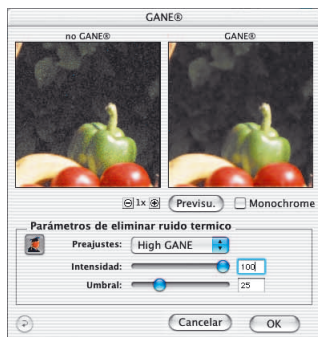 GANE®
no GANE® GANE®
1x Previsu. Monochrome
Parámetros de eliminar ruido termico
Preajustes: High GANE
Intensidad: 100
Umbral: 25
Cancelar OK